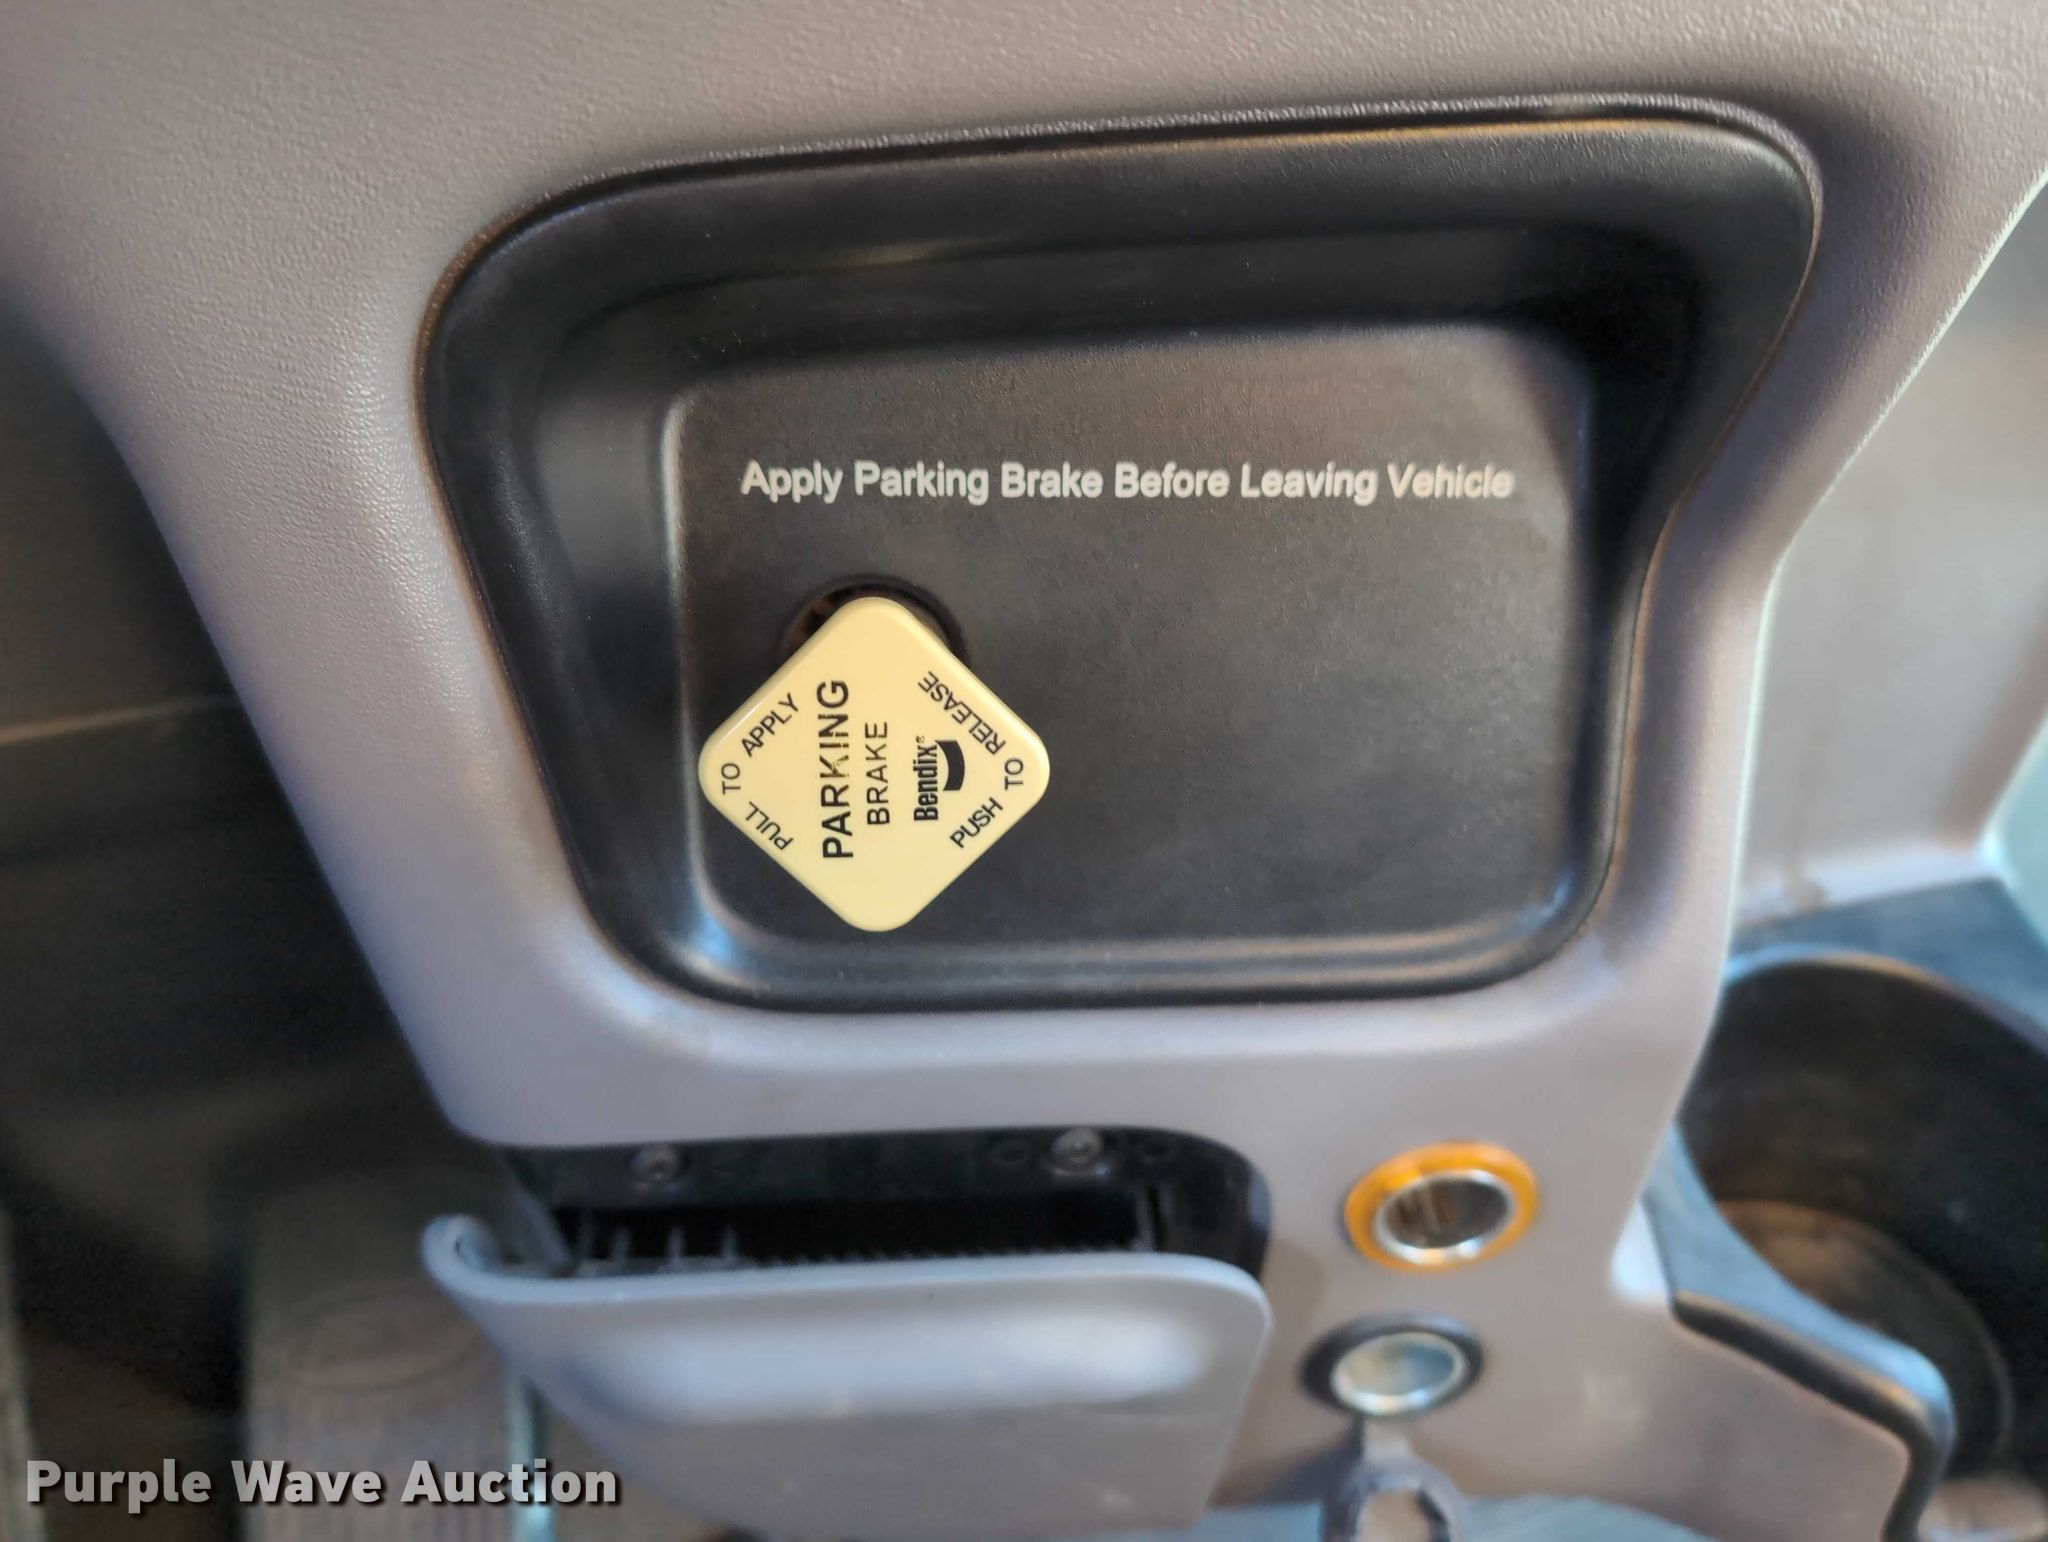 Apply Parking Brake Before Leaving Vehicle
PULL TO APPLY
PARKING
BRAKE
Bendix®
PUSH TO RELEASE
Purple Wave Auction